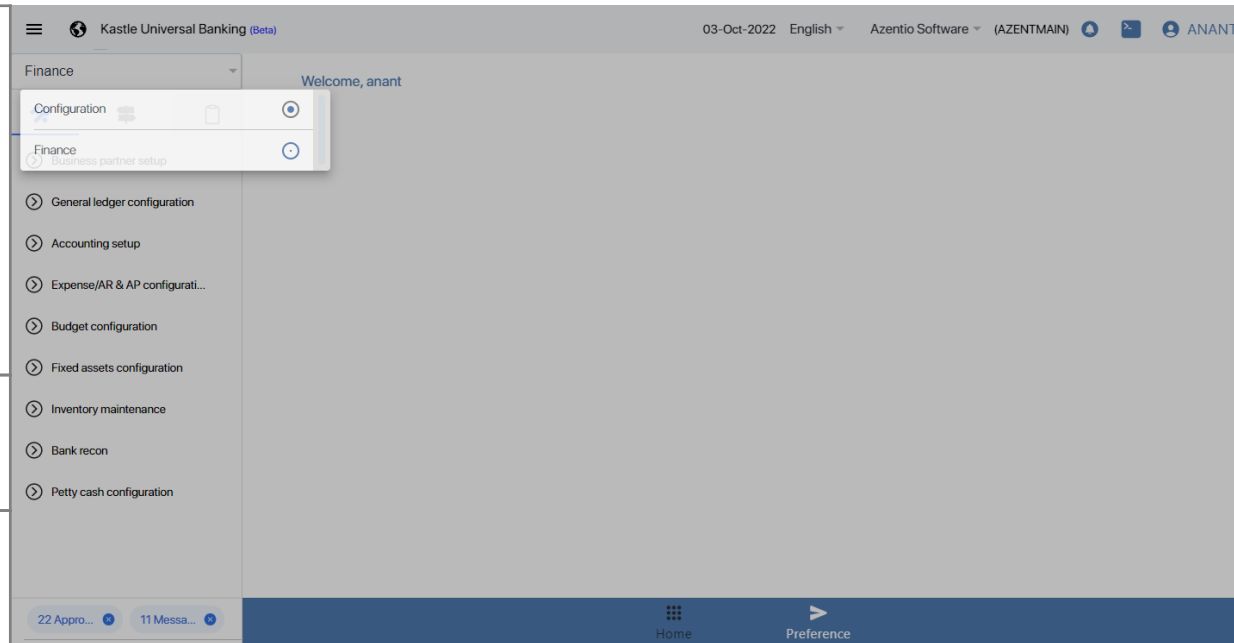 Kastle Universal Banking (Beta)
03-Oct-2022 English Azentio Software (AZENTMAIN) ANANT
Finance
Welcome, anant
Configuration
Finance
Business partner setup
General ledger configuration
Accounting setup
Expense/AR & AP configurati...
Budget configuration
Fixed assets configuration
Inventory maintenance
Bank recon
Petty cash configuration
22 Appro... 11 Messa...
Home Preference